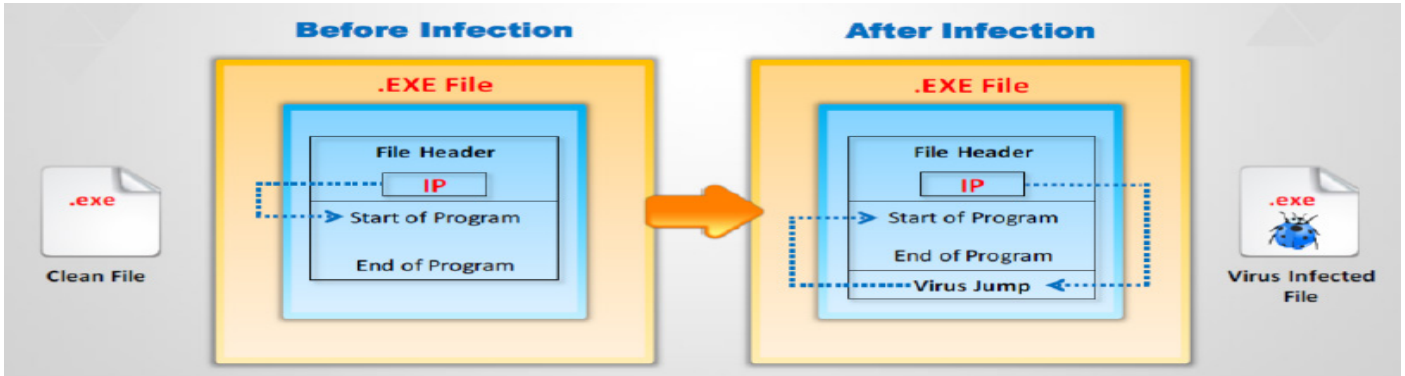 Before Infection
After Infection
.EXE File
File Header
IP
Start of Program
End of Program
.exe
Clean File
.EXE File
File Header
IP
Start of Program
End of Program
Virus Jump
.exe
Virus Infected
File